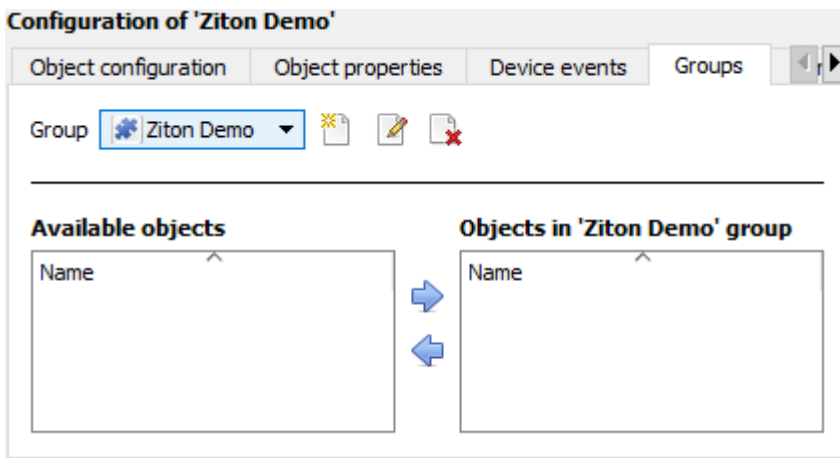 Configuration of 'Ziton Demo'
Object configuration Object properties Device events Groups
Group Ziton Demo
Available objects Objects in 'Ziton Demo' group
Name Name